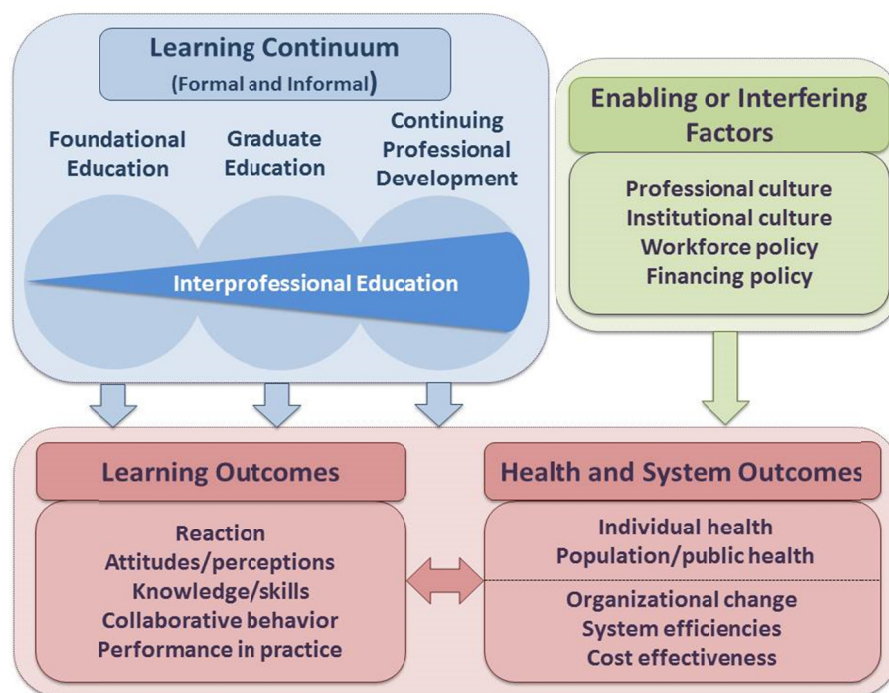 Learning Continuum
(Formal and Informal)
Foundational
Education
Graduate
Education
Continuing
Professional
Development
Interprofessional Education
Enabling or Interfering
Factors
Professional culture
Institutional culture
Workforce policy
Financing policy
Learning Outcomes
Reaction
Attitudes/perceptions
Knowledge/skills
Collaborative behavior
Performance in practice
Health and System Outcomes
Individual health
Population/public health
Organizational change
System efficiencies
Cost effectiveness